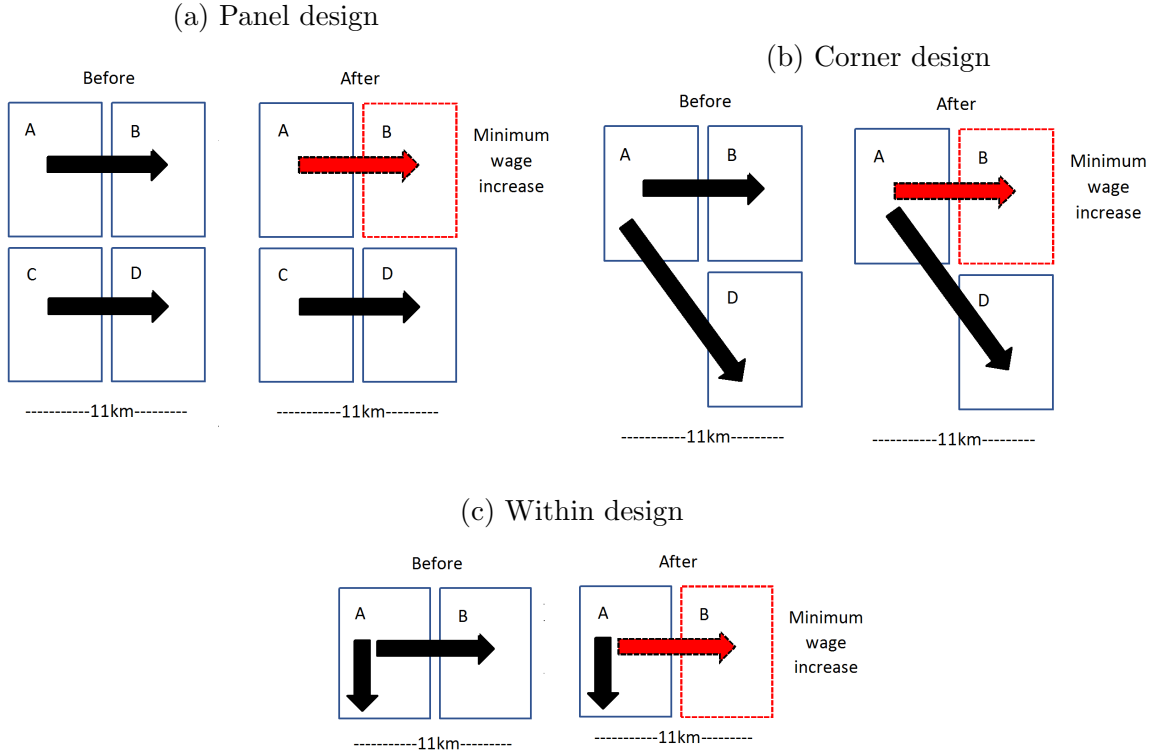 (a) Panel design
Before
After
A
B
A
B
Minimum
wage
increase
C
D
C
D
-----------11km---------
-----------11km---------
(b) Corner design
Before
After
A
B
A
B
Minimum
wage
increase
D
D
-----------11km---------
-----------11km---------
(c) Within design
Before
After
A
B
A
B
Minimum
wage
increase
-----------11km---------
-----------11km---------